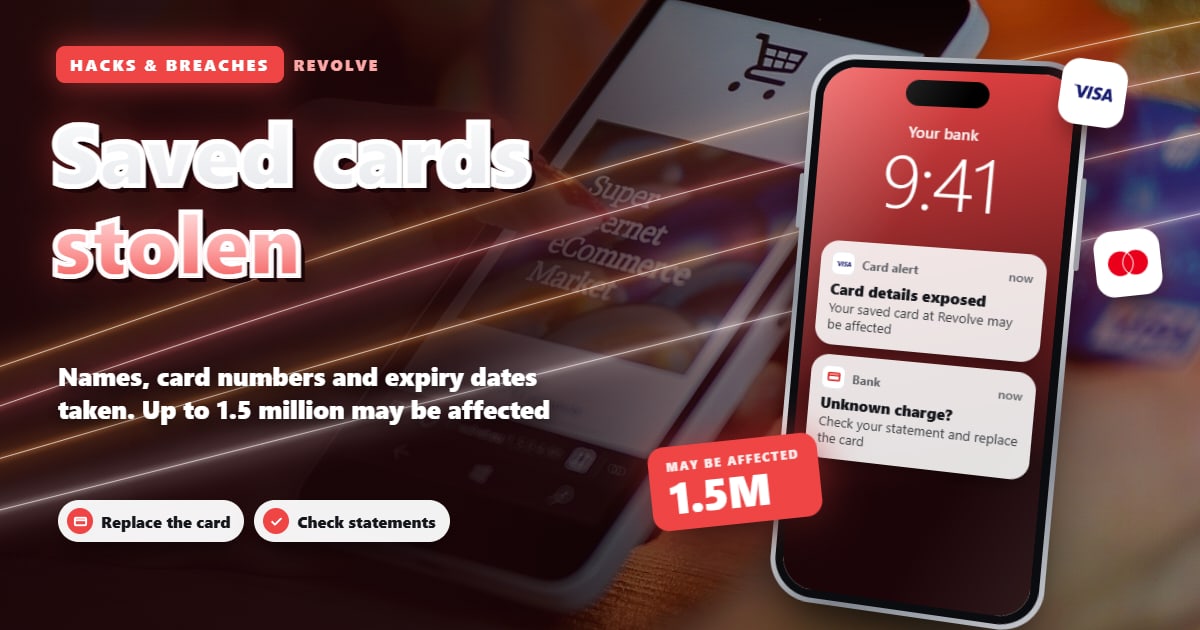 HACKS & BREACHES REVOLVE
Saved cards
stolen
Names, card numbers and expiry dates
taken. Up to 1.5 million may be affected
Replace the card
Check statements
Super
ernet
eCommerce
Market
Your bank
9:41
VISA
Card alert
now
Card details exposed
Your saved card at Revolve may
be affected
Bank
now
Unknown charge?
Check your statement and replace
the card
MAY BE AFFECTED
1.5M
VISA